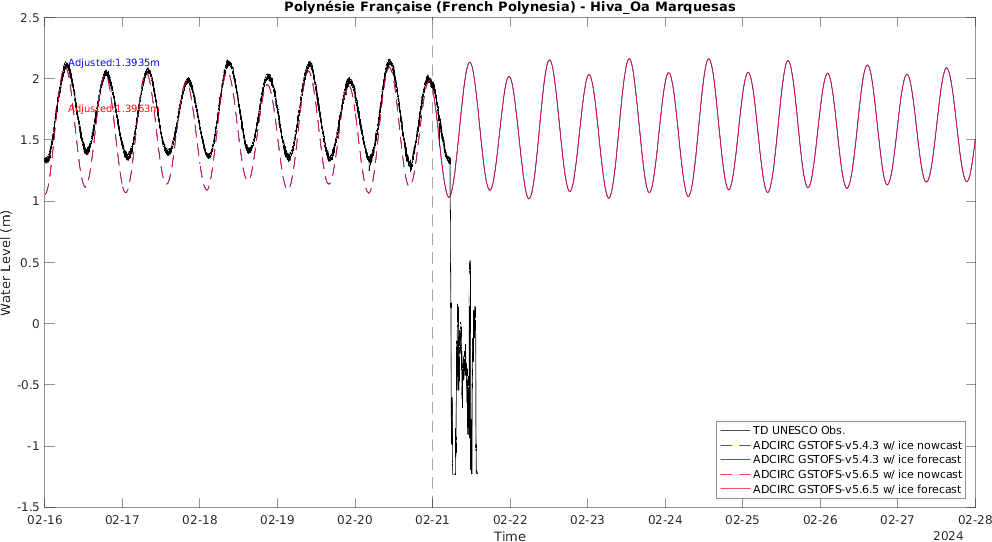 Polynésie Française (French Polynesia) - Hiva_Oa Marquesas
2.5
2
1.5
1
0.5
0
-0.5
-1
-1.5
Water Level (m)
Adjusted:1.3935m
Adjusted:1.3963m
TD UNESCO Obs.
ADCIRC GSTOFS-v5.4.3 w/ ice nowcast
ADCIRC GSTOFS-v5.4.3 w/ ice forecast
ADCIRC GSTOFS-v5.6.5 w/ ice nowcast
ADCIRC GSTOFS-v5.6.5 w/ ice forecast
02-16 02-17 02-18 02-19 02-20 02-21 02-22 02-23 02-24 02-25 02-26 02-27 02-28
Time
2024